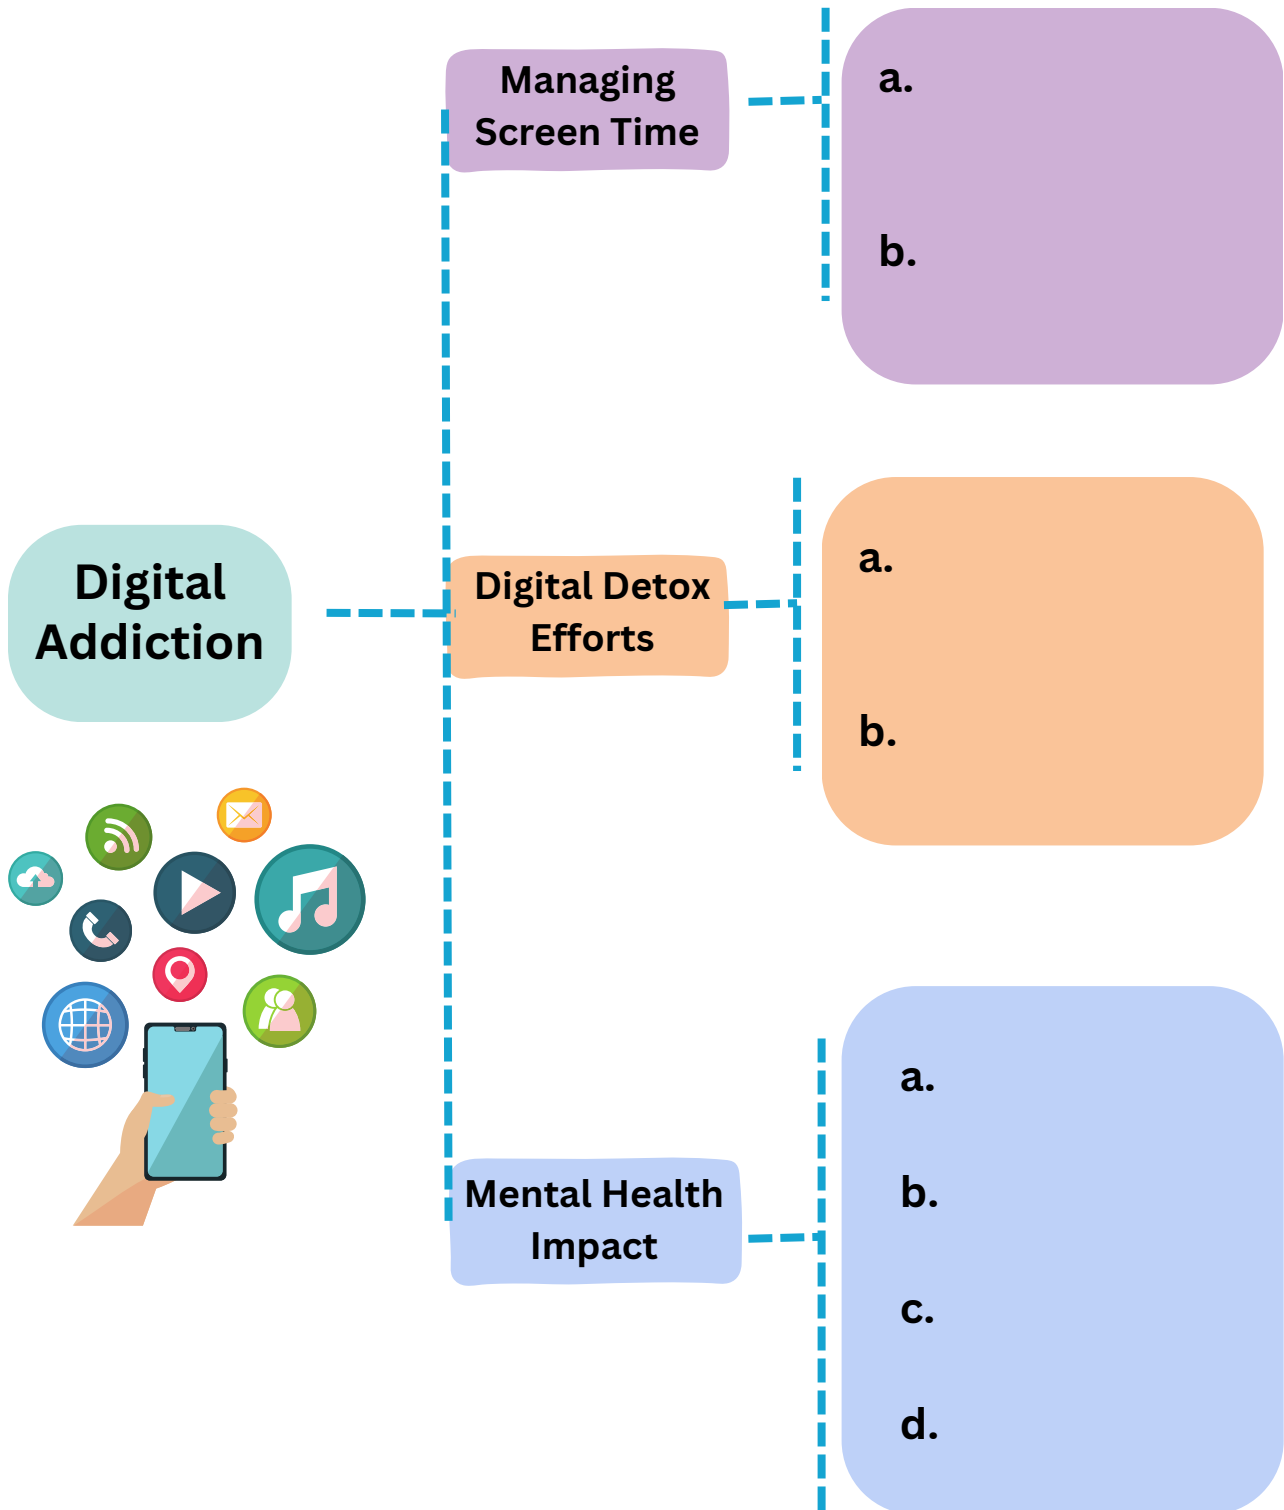 Digital
Addiction
Managing
Screen Time
a.
b.
Digital Detox
Efforts
a.
b.
Mental Health
Impact
a.
b.
c.
d.